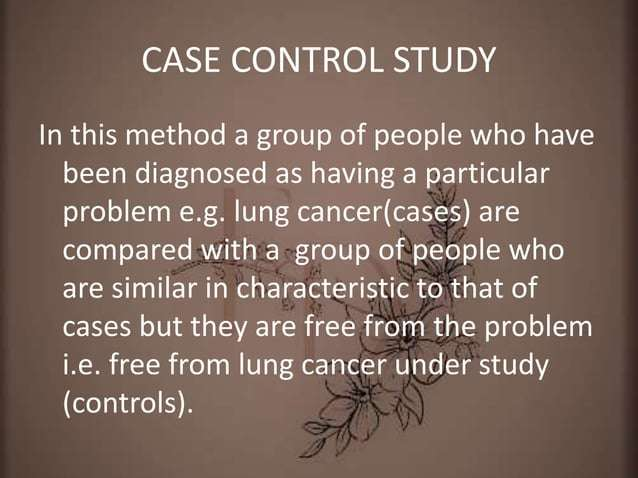 CASE CONTROL STUDY
In this method a group of people who have
been diagnosed as having a particular
problem e.g. lung cancer(cases) are
compared with a  group of people who
are similar in characteristic to that of
cases but they are free from the problem
i.e. free from lung cancer under study
(controls).